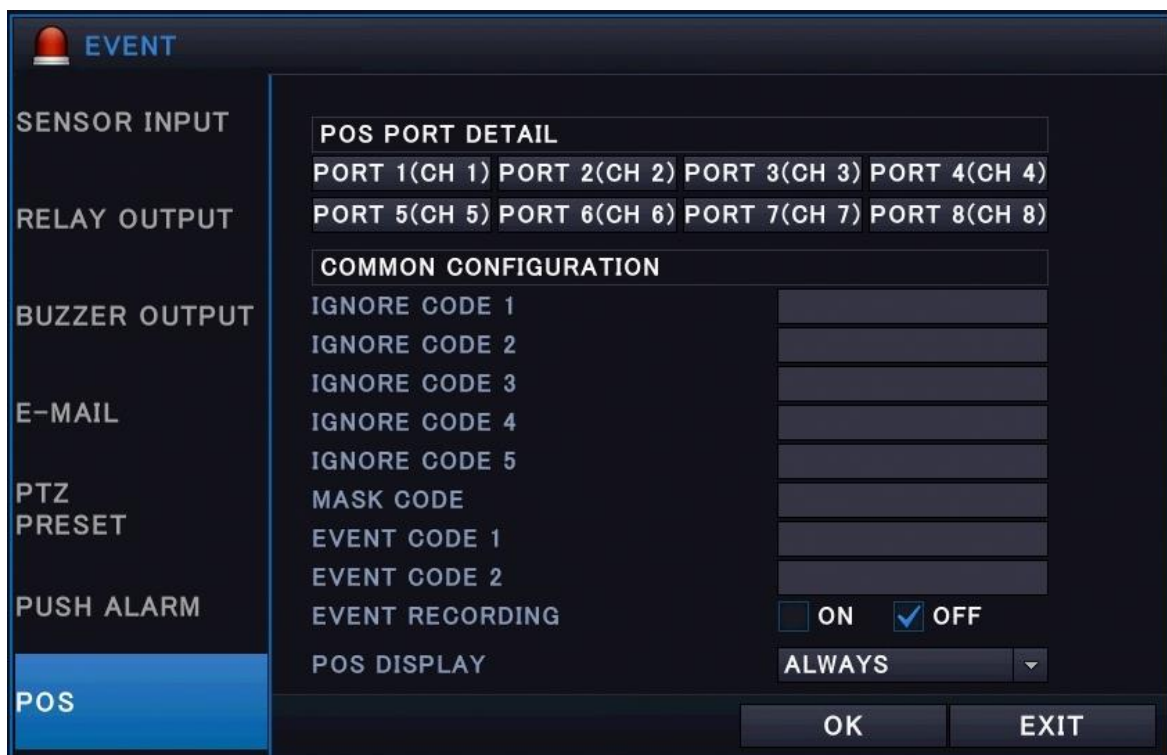 EVENT
SENSOR INPUT
RELAY OUTPUT
BUZZER OUTPUT
E-MAIL
PTZ
PRESET
PUSH ALARM
POS
POS PORT DETAIL
PORT 1(CH 1) PORT 2(CH 2) PORT 3(CH 3) PORT 4(CH 4)
PORT 5(CH 5) PORT 6(CH 6) PORT 7(CH 7) PORT 8(CH 8)
COMMON CONFIGURATION
IGNORE CODE 1
IGNORE CODE 2
IGNORE CODE 3
IGNORE CODE 4
IGNORE CODE 5
MASK CODE
EVENT CODE 1
EVENT CODE 2
EVENT RECORDING ON OFF
POS DISPLAY ALWAYS
OK EXIT